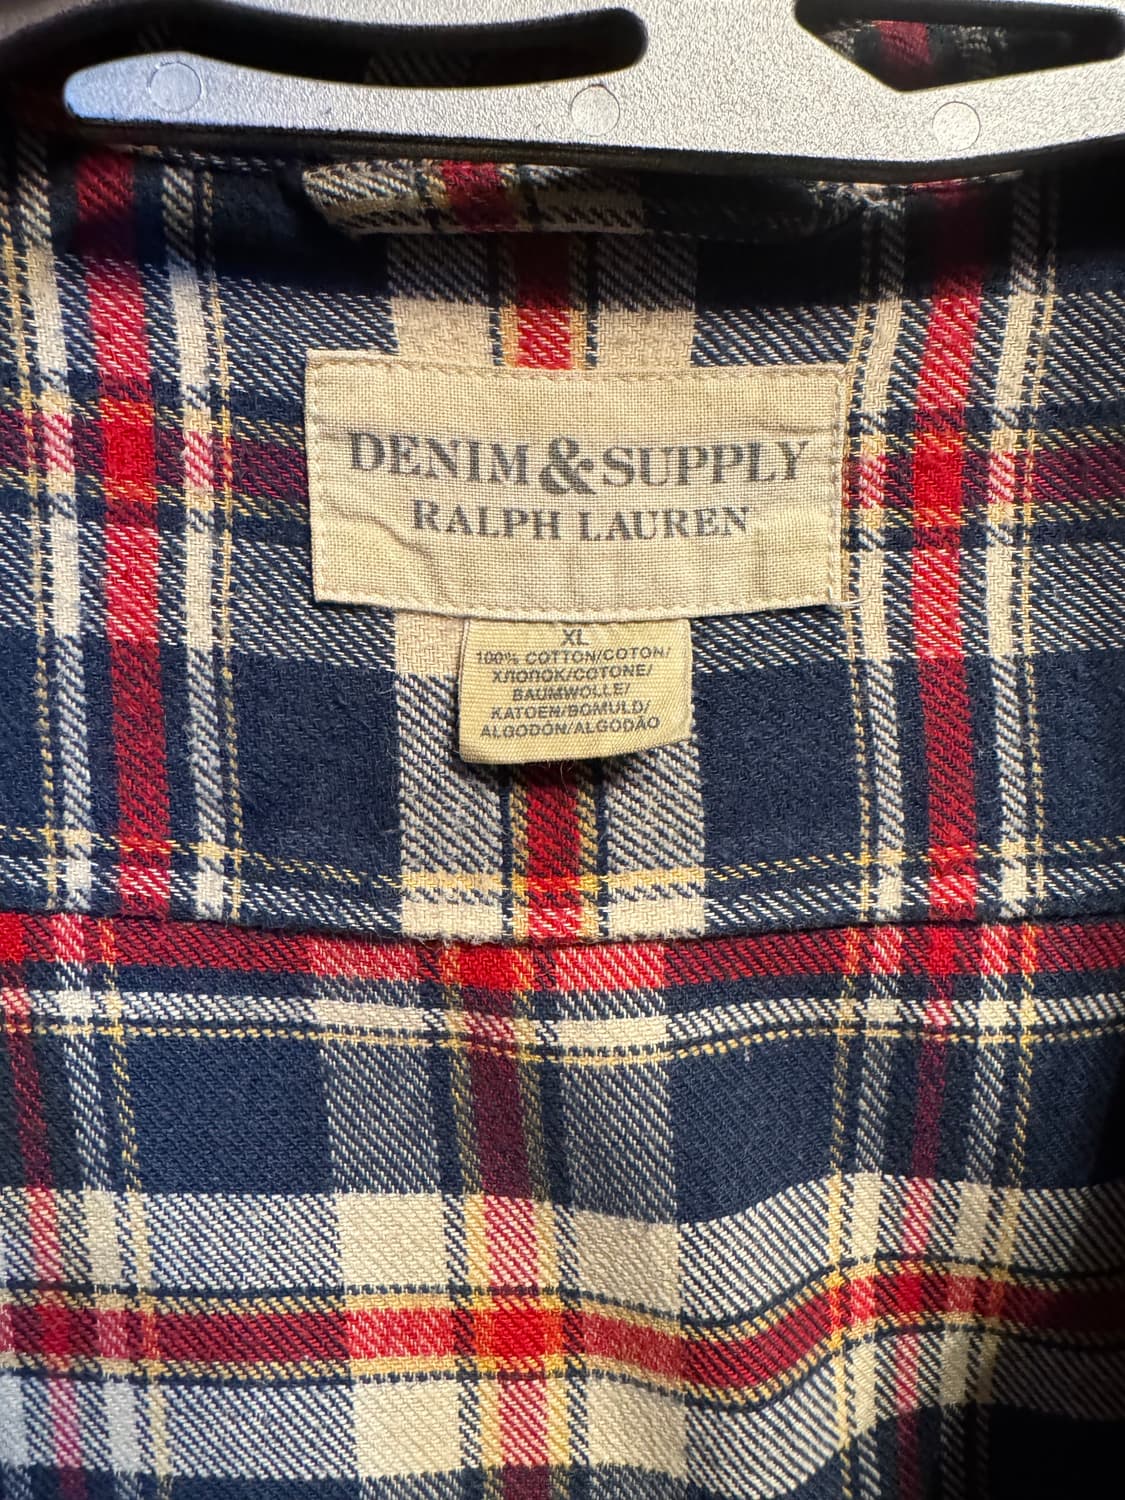 DENIM & SUPPLY
RALPH LAUREN
XL
100% COTTON/COTON/
ХЛОПОК/COTONE/
BAUMWOLLE/
KATOEN/BOMULD/
ALGODON/ALGODÃO